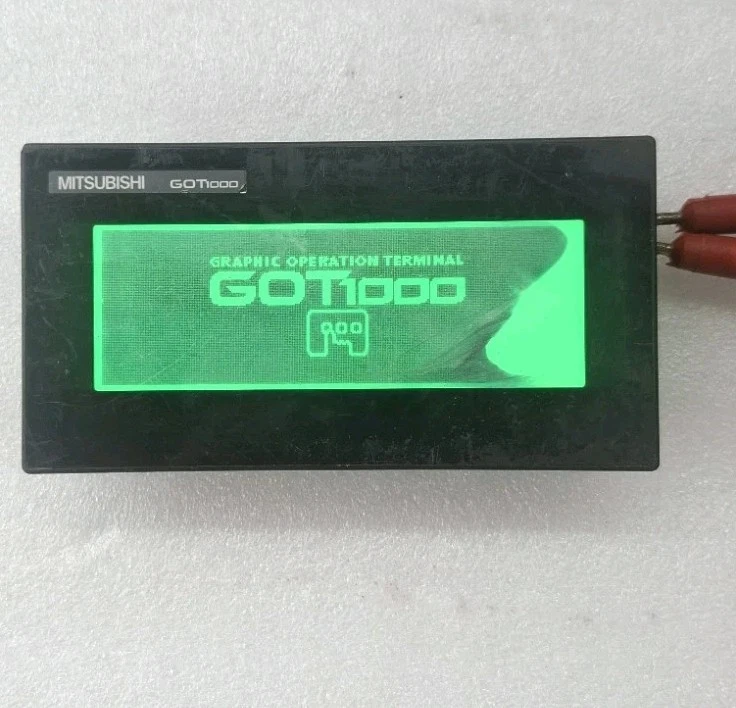 MITSUBISHI GOT1000
GRAPHIC OPERATION TERMINAL
GOT1000